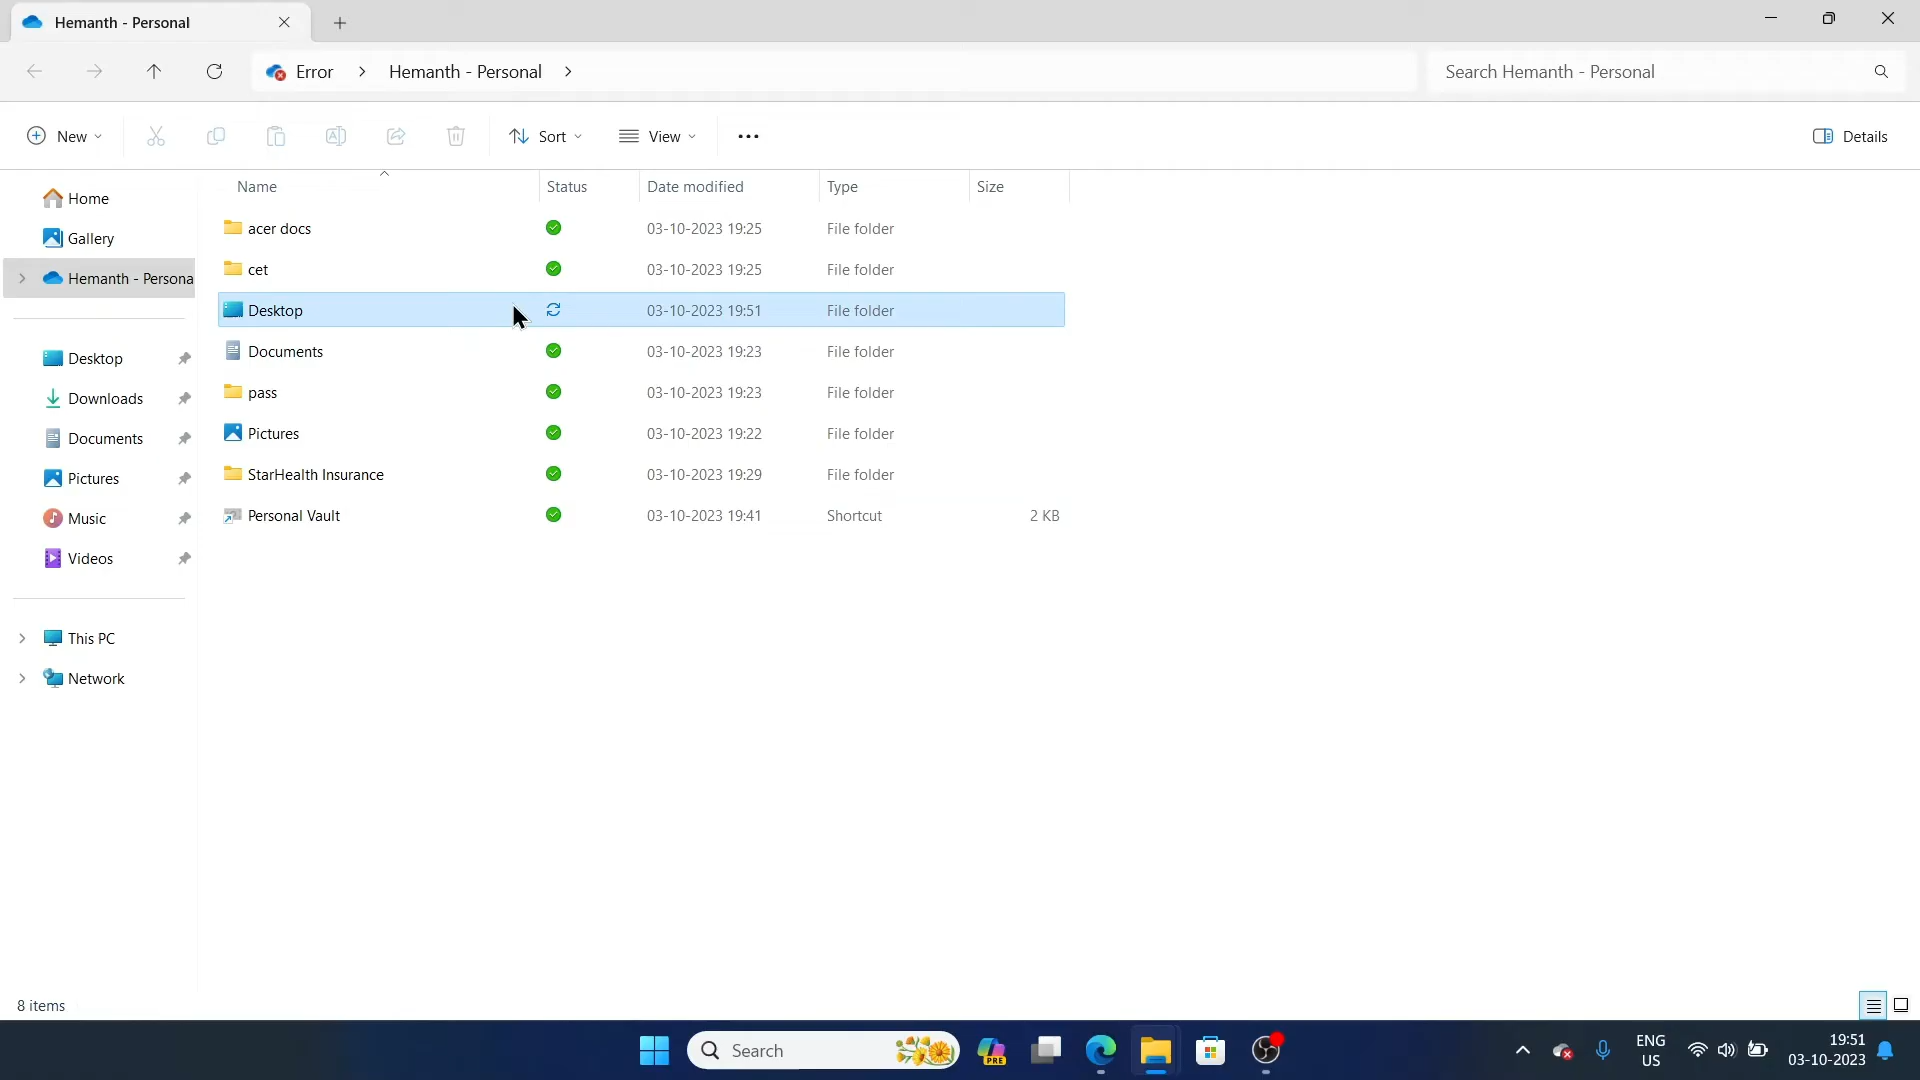 Hemanth - Personal
Error
Hemanth - Personal
Search Hemanth - Personal
New
Sort
View
Details
Name Status Date modified Type Size
Home
Gallery
Hemanth - Persona
Desktop
Downloads
Documents
Pictures
Music
Videos
This PC
Network
acer docs 03-10-2023 19:25 File folder
cet 03-10-2023 19:25 File folder
Desktop 03-10-2023 19:51 File folder
Documents 03-10-2023 19:23 File folder
pass 03-10-2023 19:23 File folder
Pictures 03-10-2023 19:22 File folder
StarHealth Insurance 03-10-2023 19:29 File folder
Personal Vault 03-10-2023 19:41 Shortcut 2 KB
8 items
Search
PRE
ENG
US
19:51
03-10-2023